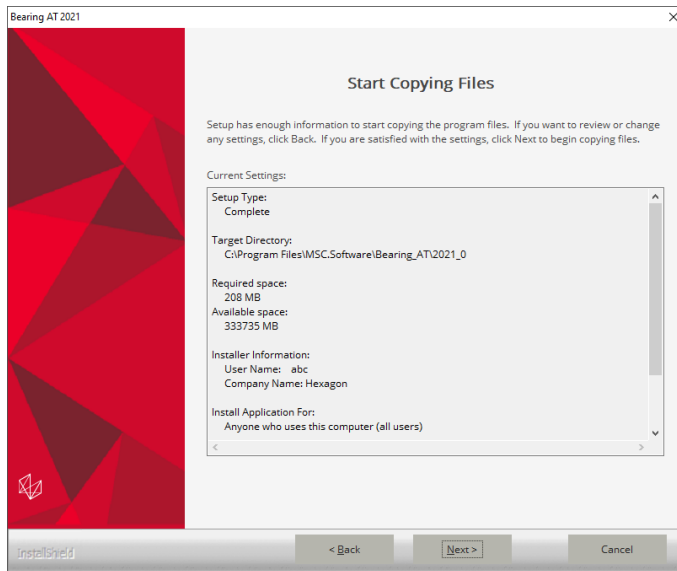 Bearing AT 2021
Start Copying Files
Setup has enough information to start copying the program files. If you want to review or change
any settings, click Back. If you are satisfied with the settings, click Next to begin copying files.
Current Settings:
Setup Type:
Complete
Target Directory:
C:\Program Files\MSC.Software\Bearing_AT\2021_0
Required space:
208 MB
Available space:
333735 MB
Installer Information:
User Name: abc
Company Name: Hexagon
Install Application For:
Anyone who uses this computer (all users)
InstallShield
< Back
Next >
Cancel